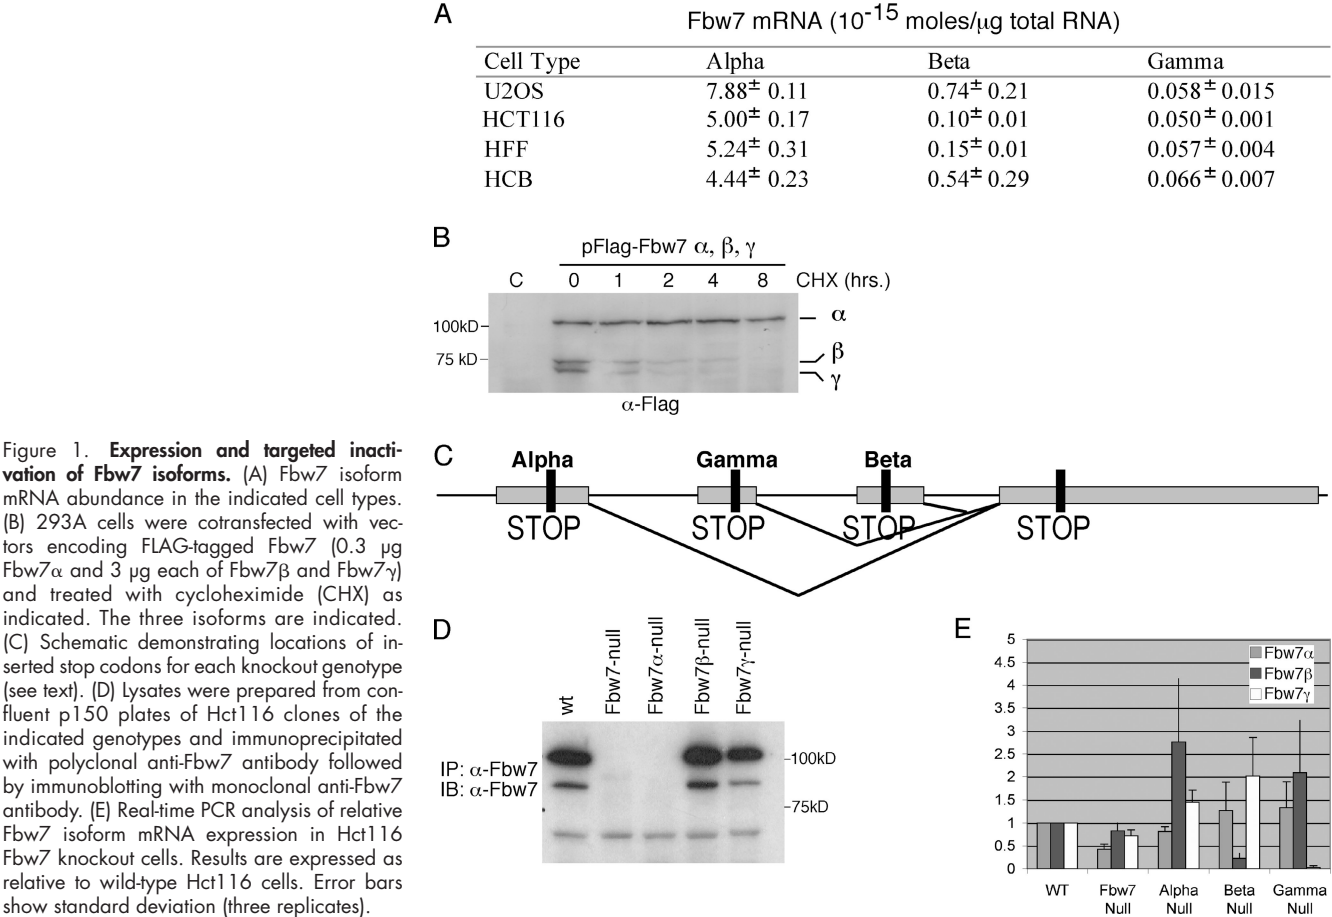 A
Fbw7 mRNA (10-15 moles/µg total RNA)
Cell Type Alpha Beta Gamma
U2OS 7.88± 0.11 0.74± 0.21 0.058± 0.015
HCT116 5.00± 0.17 0.10± 0.01 0.050± 0.001
HFF 5.24± 0.31 0.15± 0.01 0.057± 0.004
HCB 4.44± 0.23 0.54± 0.29 0.066± 0.007
B
pFlag-Fbw7 α, β, γ
C 0 1 2 4 8 CHX (hrs.)
100kD
75 kD
α
β
γ
α-Flag
Figure 1. Expression and targeted inacti-
vation of Fbw7 isoforms. (A) Fbw7 isoform
mRNA abundance in the indicated cell types.
(B) 293A cells were cotransfected with vec-
tors encoding FLAG-tagged Fbw7 (0.3 µg
Fbw7α and 3 µg each of Fbw7β and Fbw7γ)
and treated with cycloheximide (CHX) as
indicated. The three isoforms are indicated.
(C) Schematic demonstrating locations of in-
serted stop codons for each knockout genotype
(see text). (D) Lysates were prepared from con-
fluent p150 plates of Hct116 clones of the
indicated genotypes and immunoprecipitated
with polyclonal anti-Fbw7 antibody followed
by immunoblotting with monoclonal anti-Fbw7
antibody. (E) Real-time PCR analysis of relative
Fbw7 isoform mRNA expression in Hct116
Fbw7 knockout cells. Results are expressed as
relative to wild-type Hct116 cells. Error bars
show standard deviation (three replicates).
C
Alpha Gamma Beta
STOP STOP STOP STOP
D
wt
Fbw7-null
Fbw7α-null
Fbw7β-null
Fbw7γ-null
IP: α-Fbw7
IB: α-Fbw7
100kD
75kD
E
5
4.5
4
3.5
3
2.5
2
1.5
1
0.5
0
Fbw7α
Fbw7β
Fbw7γ
WT Fbw7 Alpha Beta Gamma
Null Null Null Null